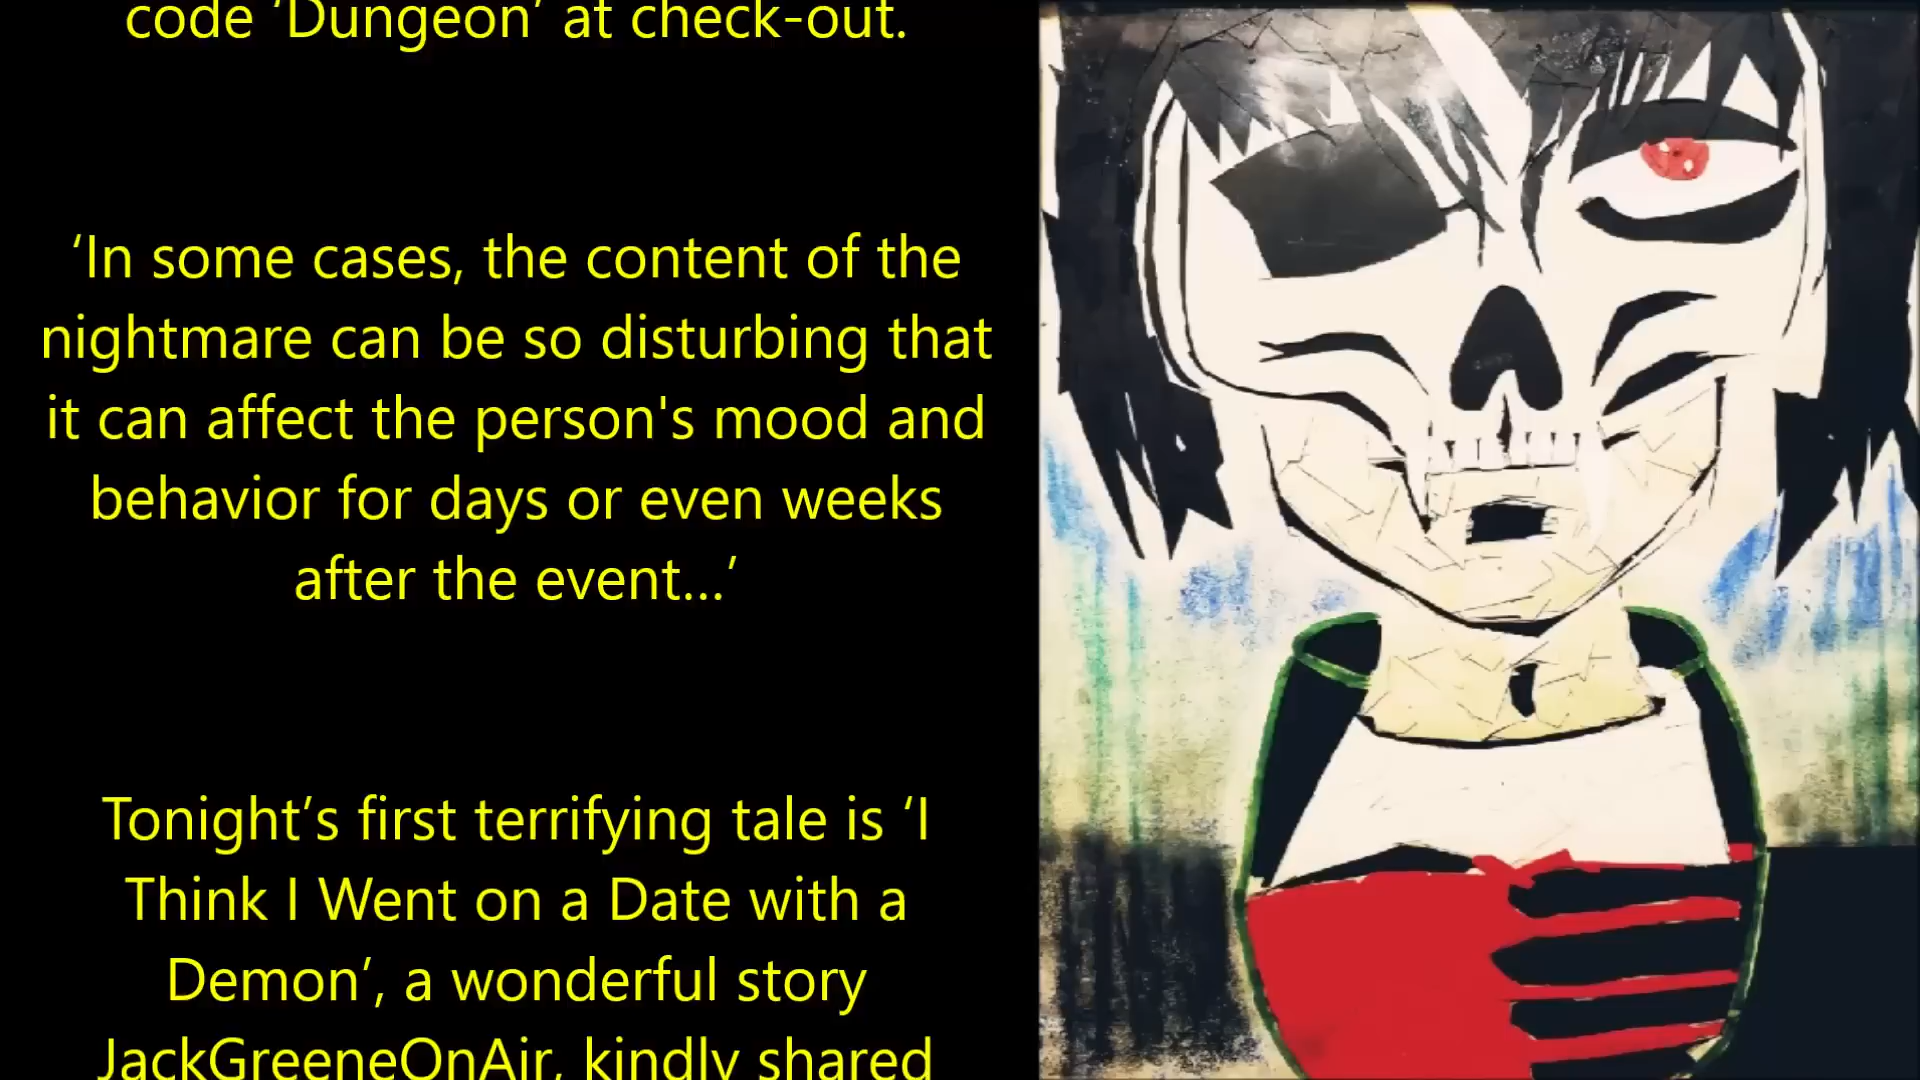 code ‘Dungeon’ at check-out.
‘In some cases, the content of the
nightmare can be so disturbing that
it can affect the person's mood and
behavior for days or even weeks
after the event...’
Tonight’s first terrifying tale is ‘I
Think I Went on a Date with a
Demon’, a wonderful story
JackGreeneOnAir, kindly shared